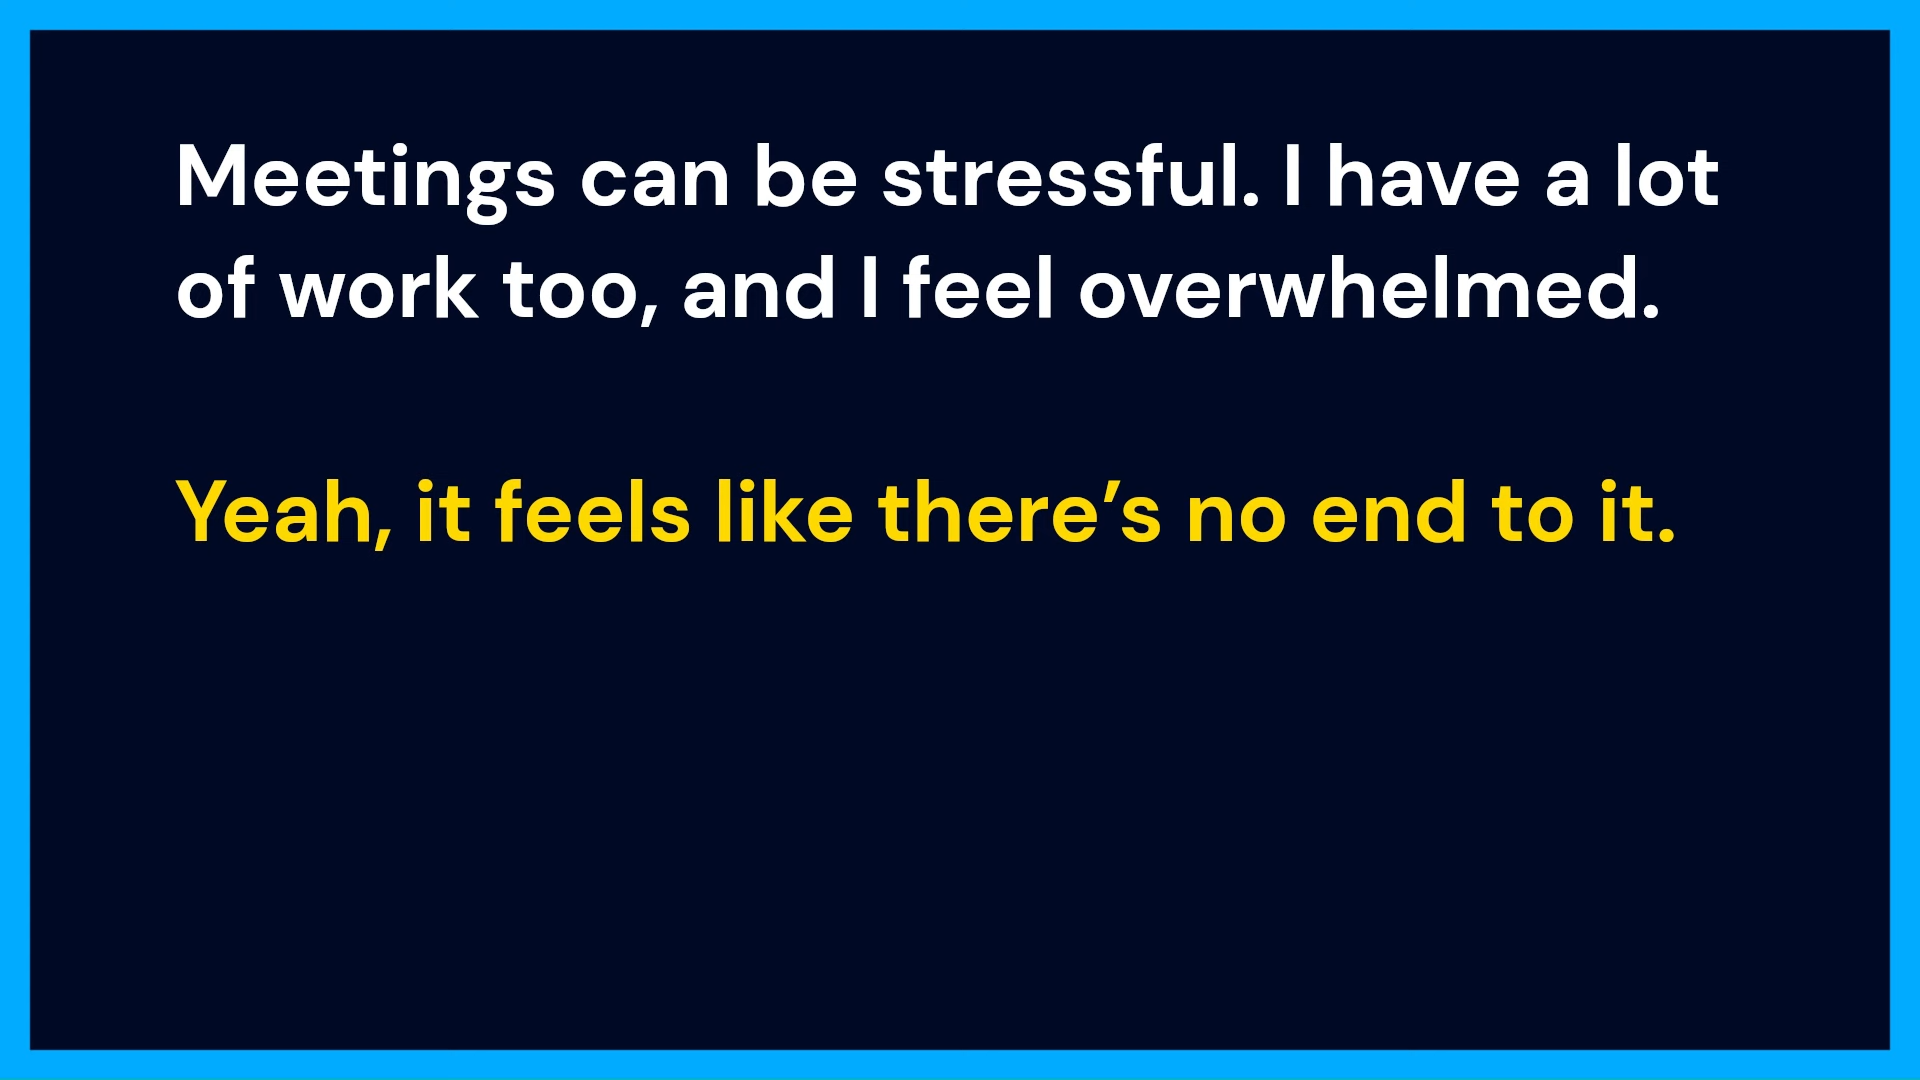 Meetings can be stressful. I have a lot
of work too, and I feel overwhelmed.
Yeah, it feels like there’s no end to it.